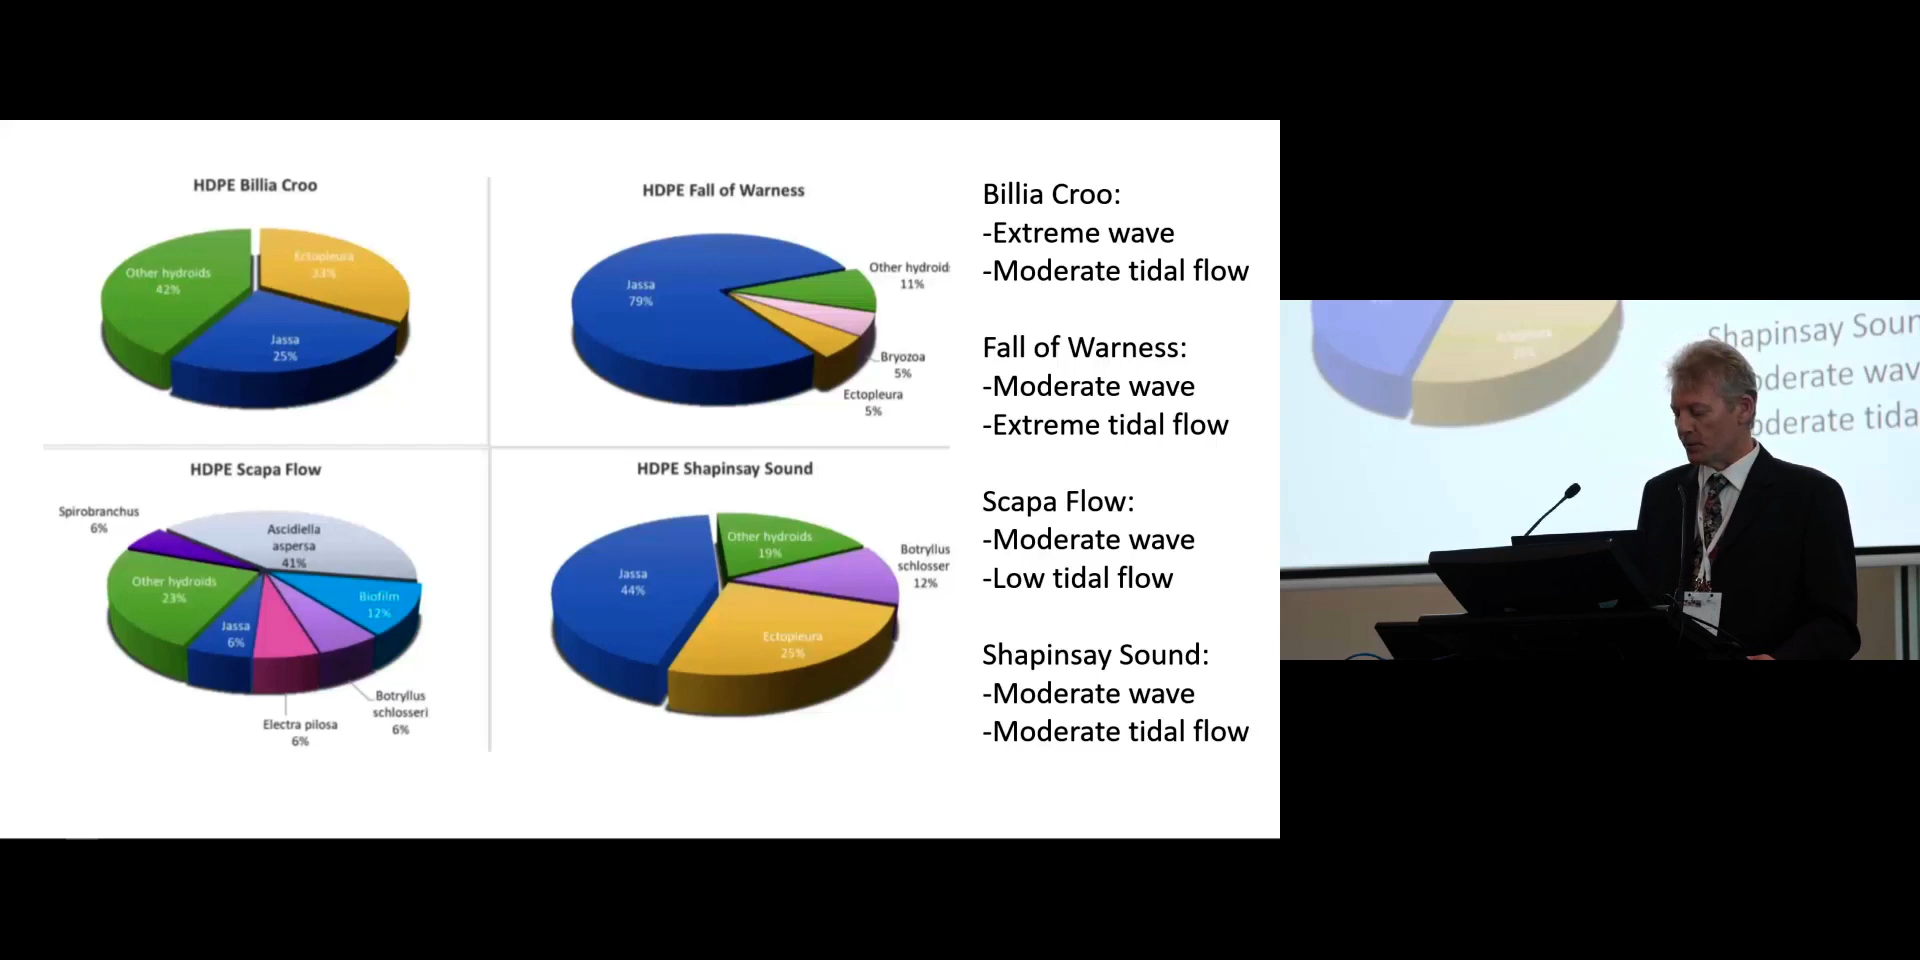 HDPE Billia Croo
Other hydroids
42%
Ectopleura
33%
Jassa
25%
HDPE Fall of Warness
Jassa
79%
Other hydroid
11%
Bryozoa
5%
Ectopleura
5%
HDPE Scapa Flow
Spirobranchus
6%
Ascidiella
aspersa
41%
Other hydroids
23%
Biofilm
12%
Jassa
6%
Botryllus
schlosseri
6%
Electra pilosa
6%
HDPE Shapinsay Sound
Other hydroids
19%
Botryllus
schlosser
12%
Jassa
44%
Ectopleura
25%
Billia Croo:
-Extreme wave
-Moderate tidal flow
Fall of Warness:
-Moderate wave
-Extreme tidal flow
Scapa Flow:
-Moderate wave
-Low tidal flow
Shapinsay Sound:
-Moderate wave
-Moderate tidal flow
Shapinsay Soun
oderate wav
oderate tida